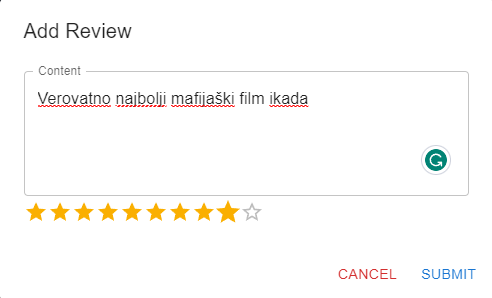 Add Review
Content
Verovatno najbolji mafijaški film ikada
CANCEL SUBMIT